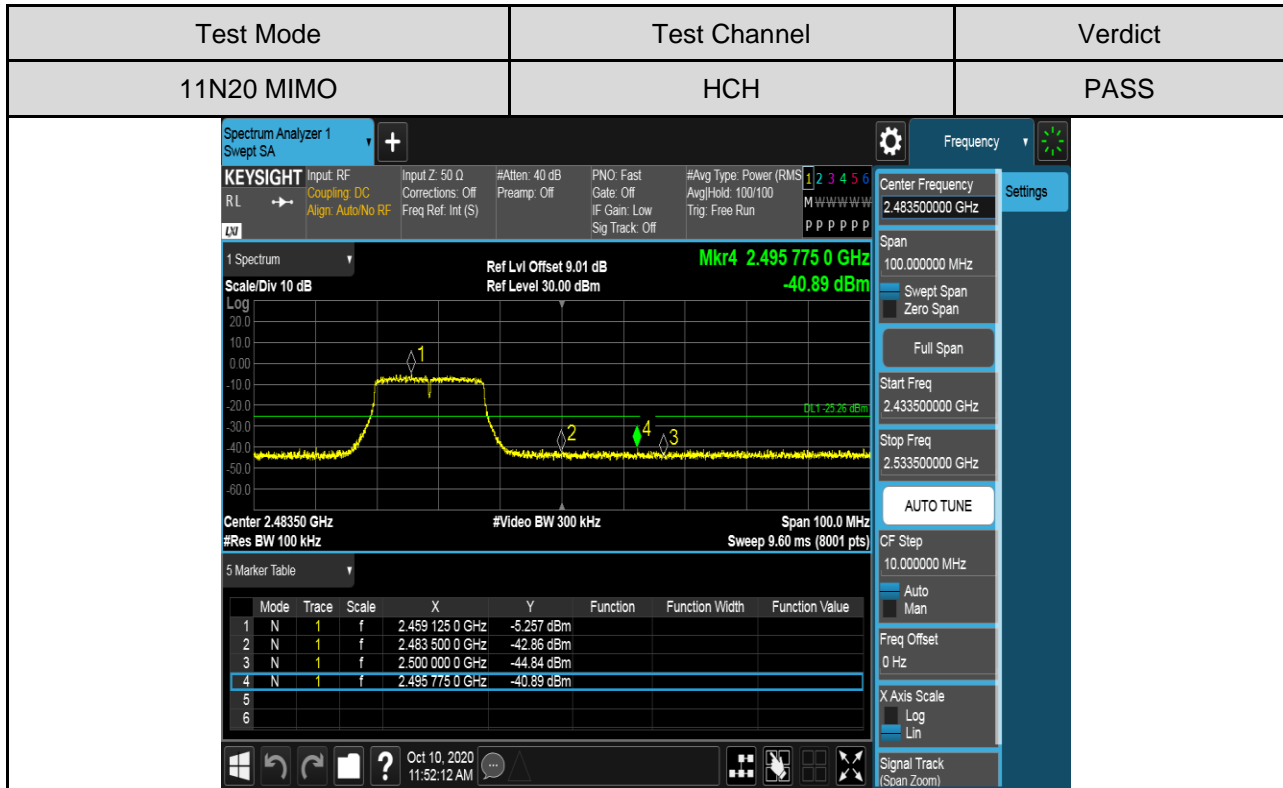 Test Mode Test Channel Verdict
11N20 MIMO HCH PASS
Spectrum Analyzer 1
Swept SA
+
Frequency
KEYSIGHT Input: RF Input Z: 50 Ω #Atten: 40 dB PNO: Fast #Avg Type: Power (RMS 1 2 3 4 5 6
RL Coupling: DC Corrections: Off Preamp: Off Gate: Off Avg|Hold: 100/100 M W W W W W
Align: Auto/No RF Freq Ref: Int (S) IF Gain: Low Trig: Free Run
LXI Sig Track: Off P P P P P P
1 Spectrum
Ref Lvl Offset 9.01 dB Mkr4 2.495 775 0 GHz
Scale/Div 10 dB Ref Level 30.00 dBm -40.89 dBm
Log
20.0
10.0
0.00
-10.0
-20.0
-30.0
-40.0
-50.0
-60.0
1
DL1 -25.26 dBm
2 4 3
Center 2.48350 GHz #Video BW 300 kHz Span 100.0 MHz
#Res BW 100 kHz Sweep 9.60 ms (8001 pts)
5 Marker Table
Mode Trace Scale X Y Function Function Width Function Value
1 N 1 f 2.459 125 0 GHz -5.257 dBm
2 N 1 f 2.483 500 0 GHz -42.86 dBm
3 N 1 f 2.500 000 0 GHz -44.84 dBm
4 N 1 f 2.495 775 0 GHz -40.89 dBm
5
6
? Oct 10, 2020
11:52:12 AM
Center Frequency
2.483500000 GHz
Settings
Span
100.000000 MHz
Swept Span
Zero Span
Full Span
Start Freq
2.433500000 GHz
Stop Freq
2.533500000 GHz
AUTO TUNE
CF Step
10.000000 MHz
Auto
Man
Freq Offset
0 Hz
X Axis Scale
Log
Lin
Signal Track
(Span Zoom)